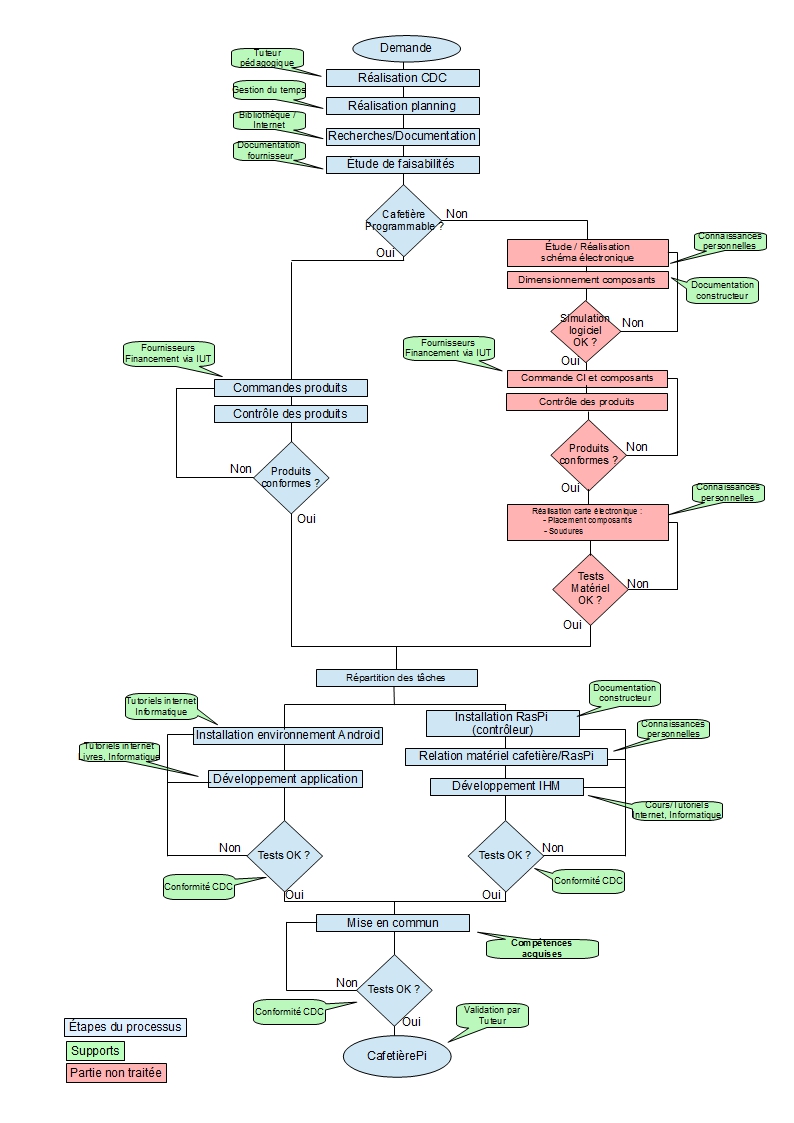 Demande
Tuteur
pédagogique
Réalisation CDC
Gestion du temps
Réalisation planning
Bibliothèque /
Internet
Recherches/Documentation
Documentation
fournisseur
Étude de faisabilités
Cafetière
Programmable ?
Non
Oui
Étude / Réalisation
schéma électronique
Connaissances
personnelles
Dimensionnement composants
Documentation
constructeur
Simulation
logiciel
OK ?
Non
Oui
Fournisseurs
Financement via IUT
Fournisseurs
Financement via IUT
Commandes produits
Contrôle des produits
Commande CI et composants
Contrôle des produits
Produits
conformes ?
Non
Oui
Produits
conformes ?
Non
Oui
Connaissances
personnelles
Réalisation carte électronique :
- Placement composants
- Soudures
Tests
Matériel
OK ?
Non
Oui
Répartition des tâches
Tutoriels internet
Informatique
Documentation
constructeur
Installation environnement Android
Installation RasPi
(contrôleur)
Connaissances
personnelles
Tutoriels internet
Livres, Informatique
Relation matériel cafetière/RasPi
Développement application
Développement IHM
Cours/Tutoriels
Internet, Informatique
Non
Tests OK ?
Tests OK ?
Non
Conformité CDC
Conformité CDC
Oui
Oui
Mise en commun
Compétences
acquises
Non
Tests OK ?
Conformité CDC
Oui
Validation par
Tuteur
CafetièrePi
Étapes du processus
Supports
Partie non traitée